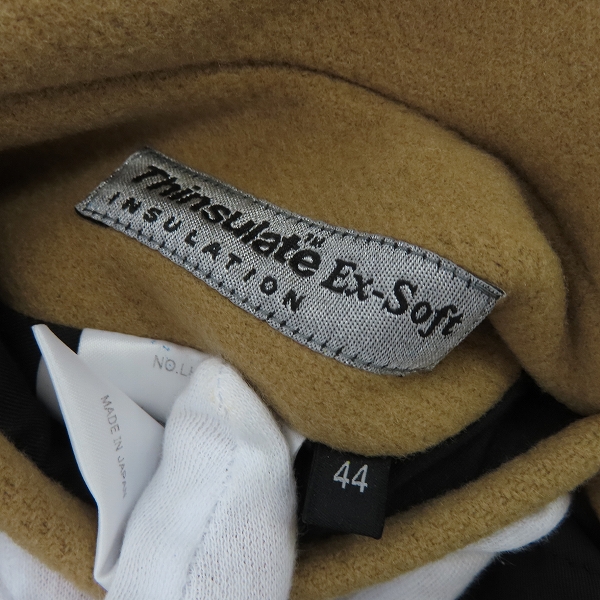 Thinsulate™ Ex-Soft
INSULATION
NO.
MADE IN JAPAN
44